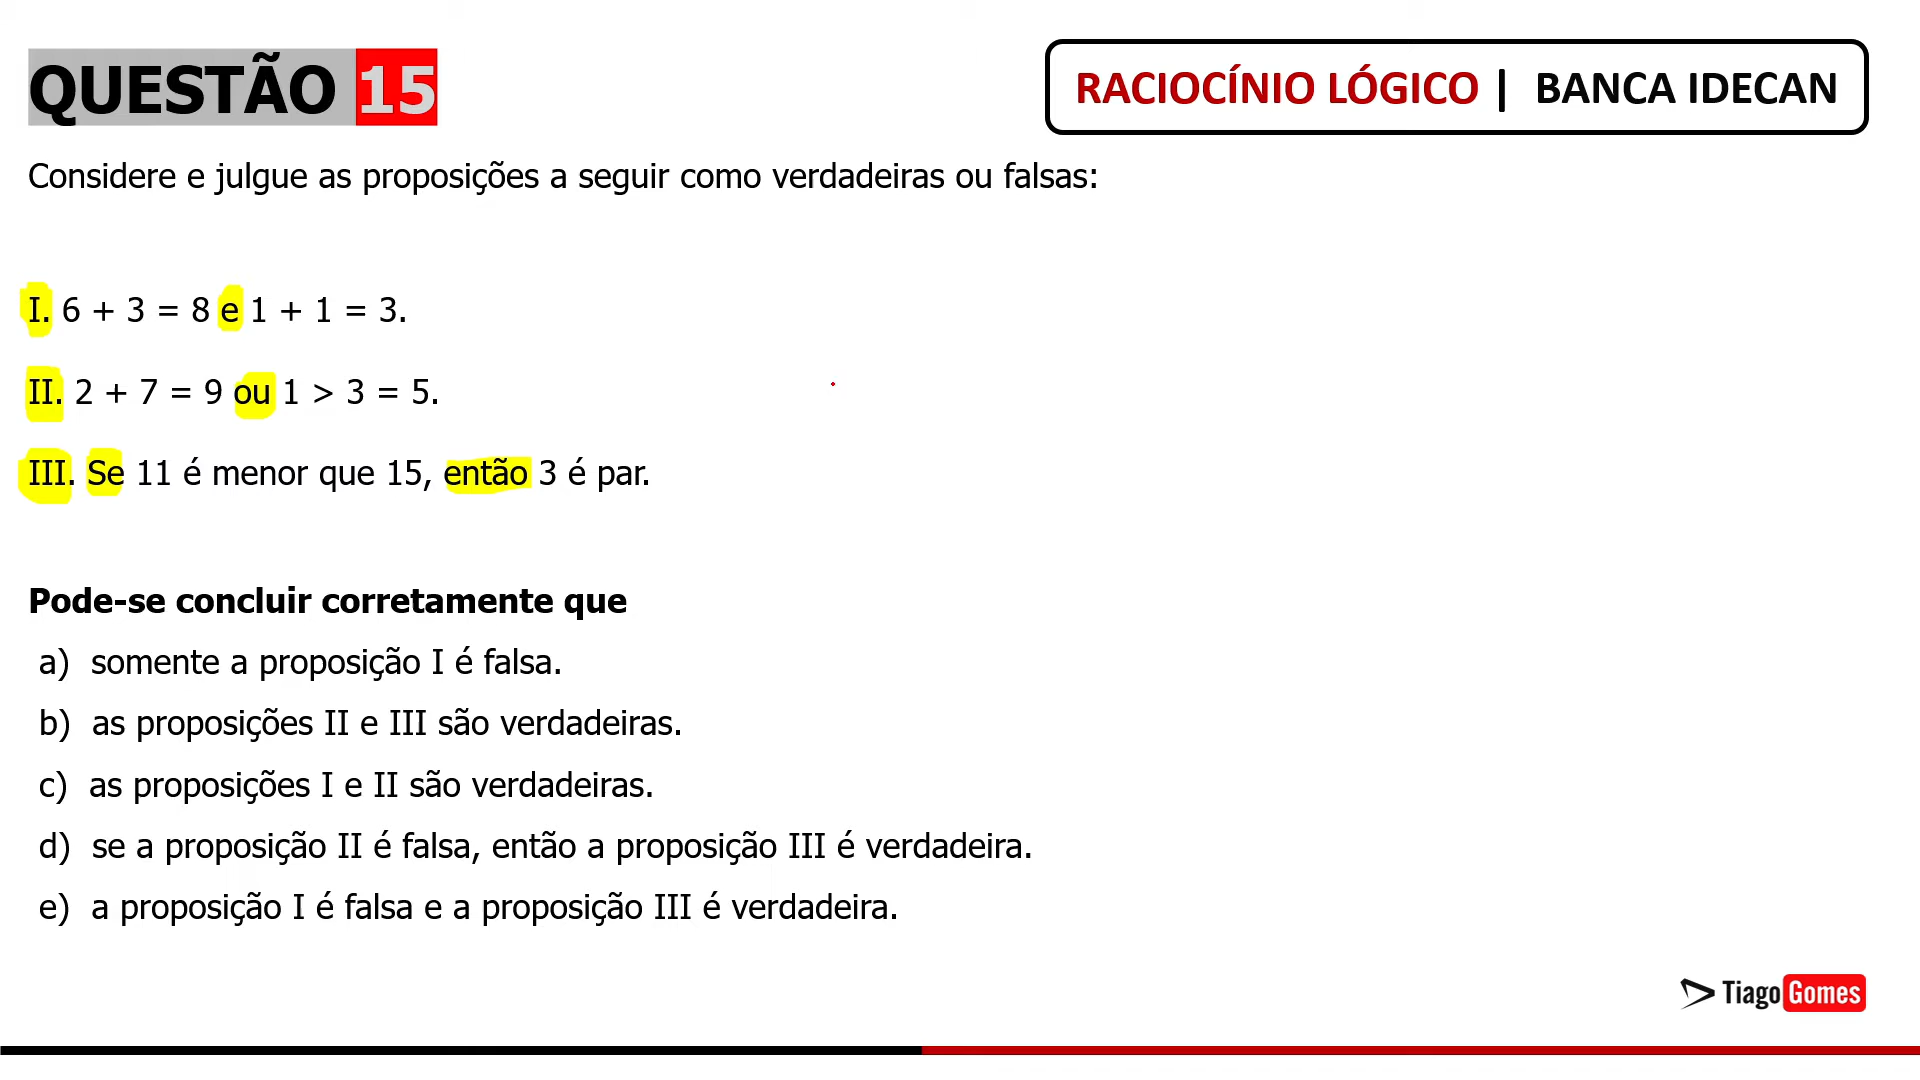 QUESTÃO 15
RACIOCÍNIO LÓGICO | BANCA IDECAN
Considere e julgue as proposições a seguir como verdadeiras ou falsas:
I. 6 + 3 = 8 e 1 + 1 = 3.
II. 2 + 7 = 9 ou 1 > 3 = 5.
III. Se 11 é menor que 15, então 3 é par.
Pode-se concluir corretamente que
a) somente a proposição I é falsa.
b) as proposições II e III são verdadeiras.
c) as proposições I e II são verdadeiras.
d) se a proposição II é falsa, então a proposição III é verdadeira.
e) a proposição I é falsa e a proposição III é verdadeira.
Tiago Gomes